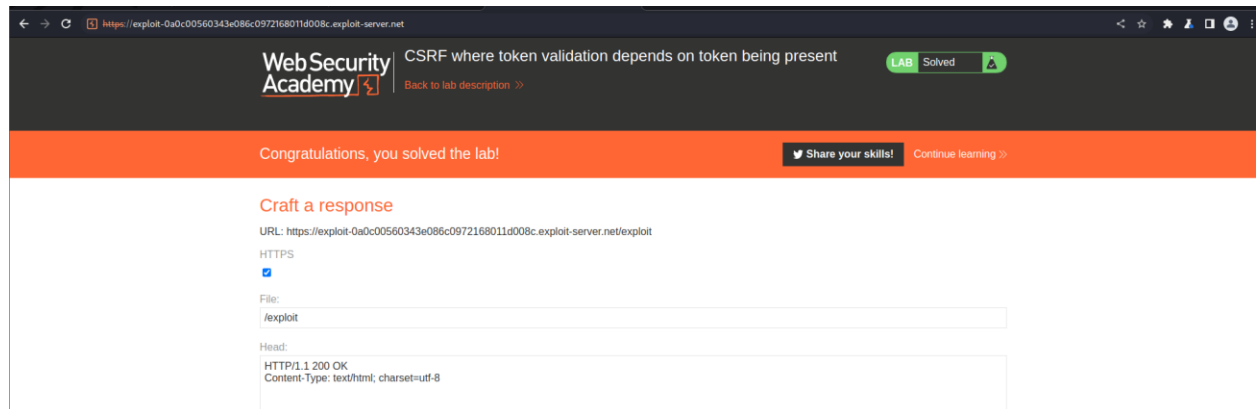 https://exploit-0a0c00560343e086c0972168011d008c.exploit-server.net
WebSecurity
Academy
CSRF where token validation depends on token being present
Back to lab description
LAB Solved
Congratulations, you solved the lab!
Share your skills!
Continue learning
Craft a response
URL: https://exploit-0a0c00560343e086c0972168011d008c.exploit-server.net/exploit
HTTPS
File:
/exploit
Head:
HTTP/1.1 200 OK
Content-Type: text/html; charset=utf-8